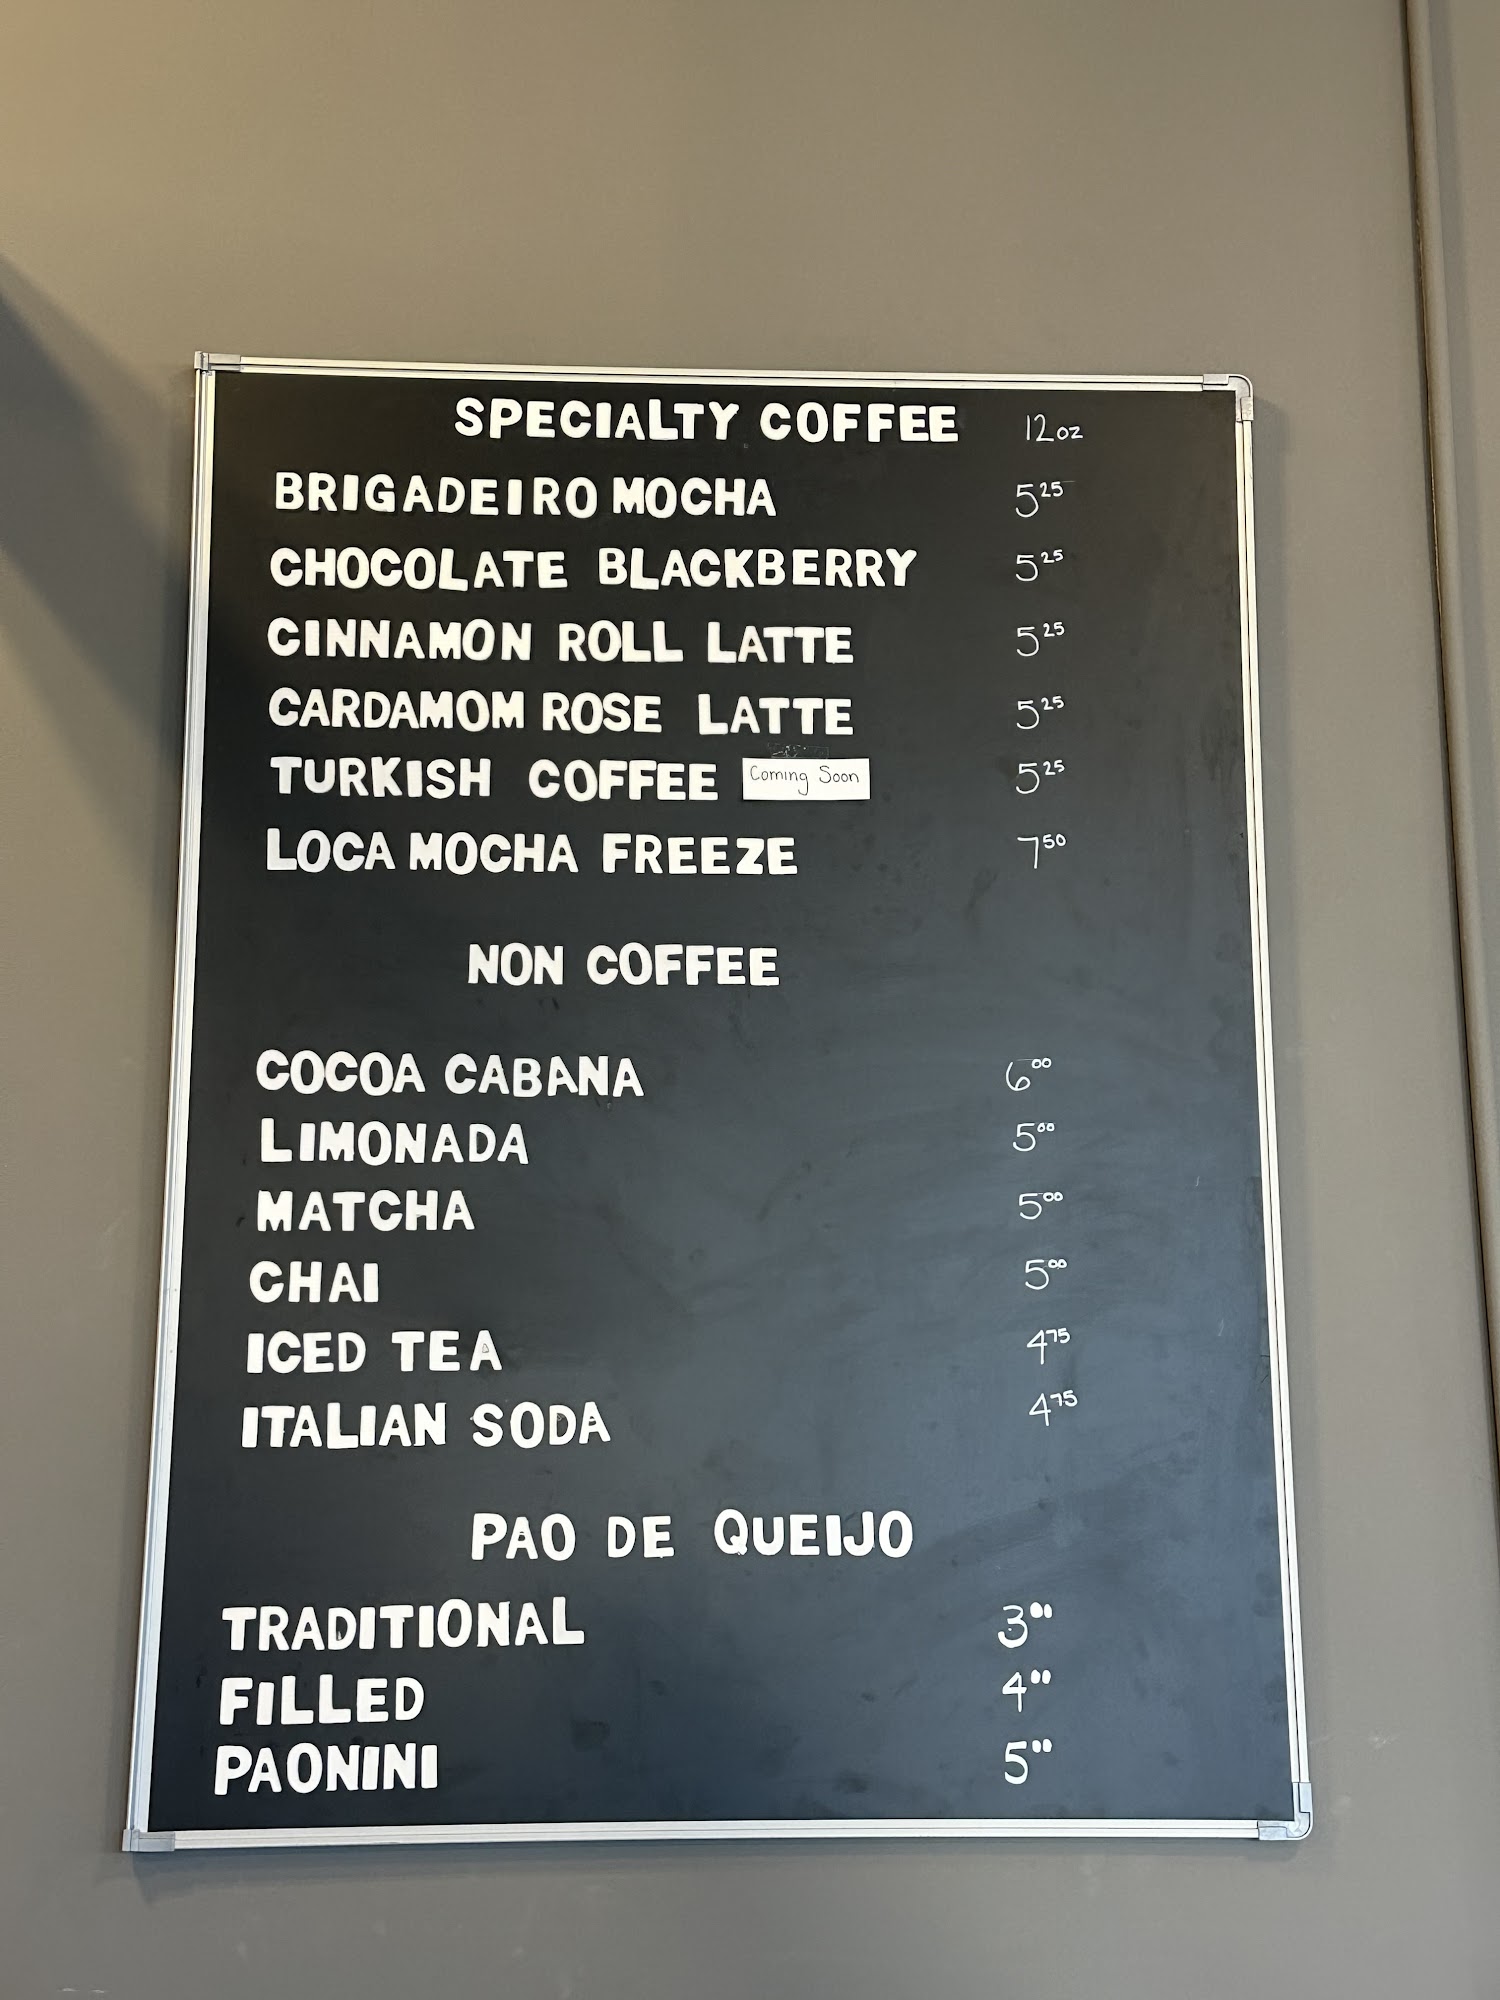 SPECIALTY COFFEE 12oz
BRIGADEIRO MOCHA 5²⁵
CHOCOLATE BLACKBERRY 5²⁵
CINNAMON ROLL LATTE 5²⁵
CARDAMOM ROSE LATTE 5²⁵
TURKISH COFFEE Coming Soon 5²⁵
LOCA MOCHA FREEZE 7⁵⁰
NON COFFEE
COCOA CABANA 6⁰⁰
LIMONADA 5⁰⁰
MATCHA 5⁰⁰
CHAI 5⁰⁰
ICED TEA 4⁷⁵
ITALIAN SODA 4⁷⁵
PAO DE QUEIJO
TRADITIONAL 3⁰⁰
FILLED 4⁰⁰
PAONINI 5⁰⁰